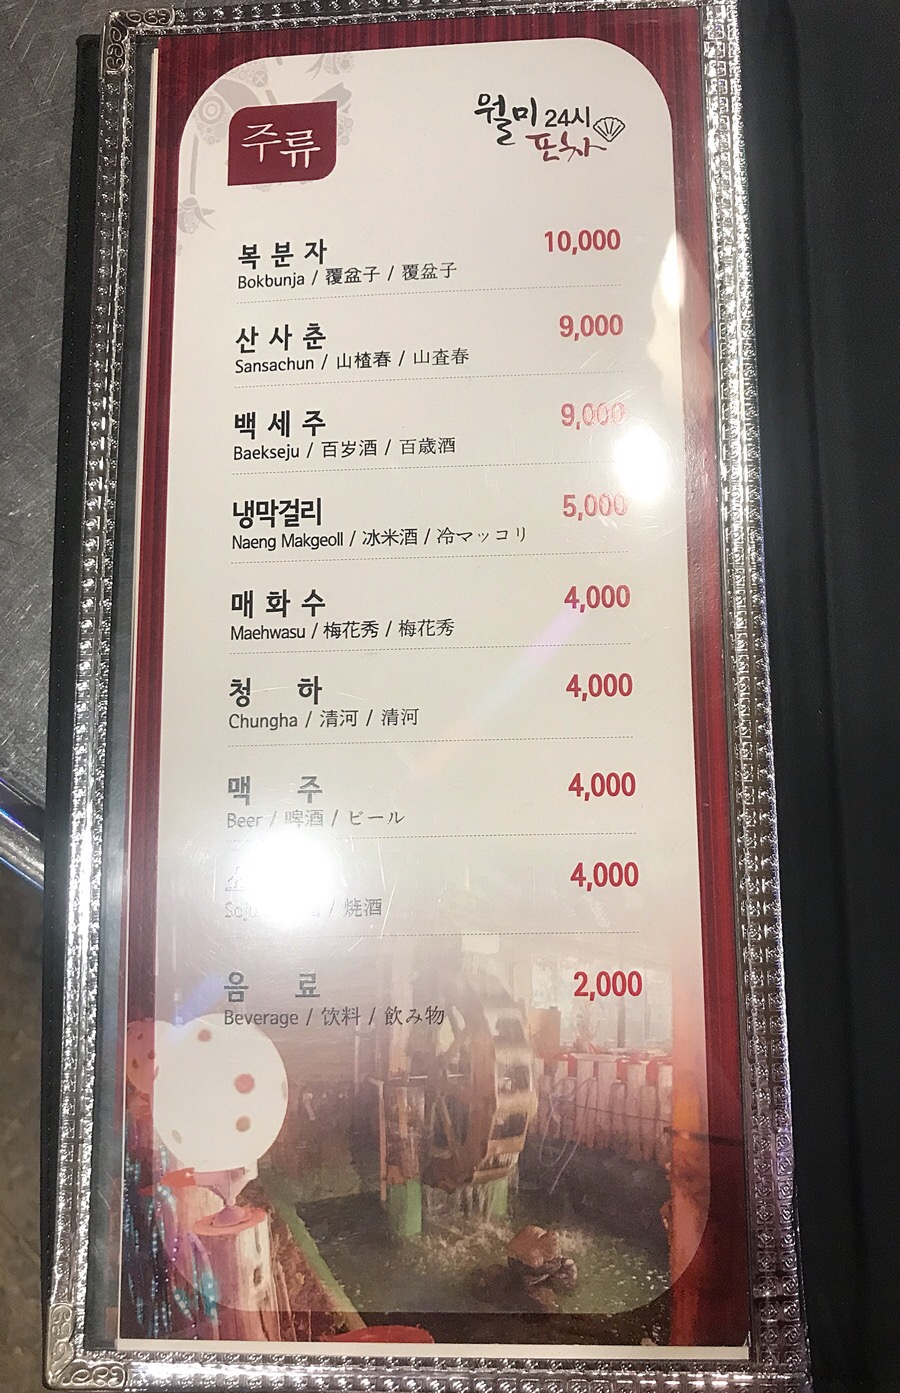 주류
월미 24시
포차
복분자 10,000
Bokbunja / 覆盆子 / 覆盆子
산사춘 9,000
Sansachun / 山楂春 / 山査春
백세주 9,000
Baekseju / 百岁酒 / 百歳酒
냉막걸리 5,000
Naeng Makgeoll / 冰米酒 / 冷マッコリ
매화수 4,000
Maehwasu / 梅花秀 / 梅花秀
청 하 4,000
Chungha / 清河 / 清河
맥 주 4,000
Beer / 啤酒 / ビール
4,000
/ 焼酒
음 료 2,000
Beverage / 饮料 / 飲み物